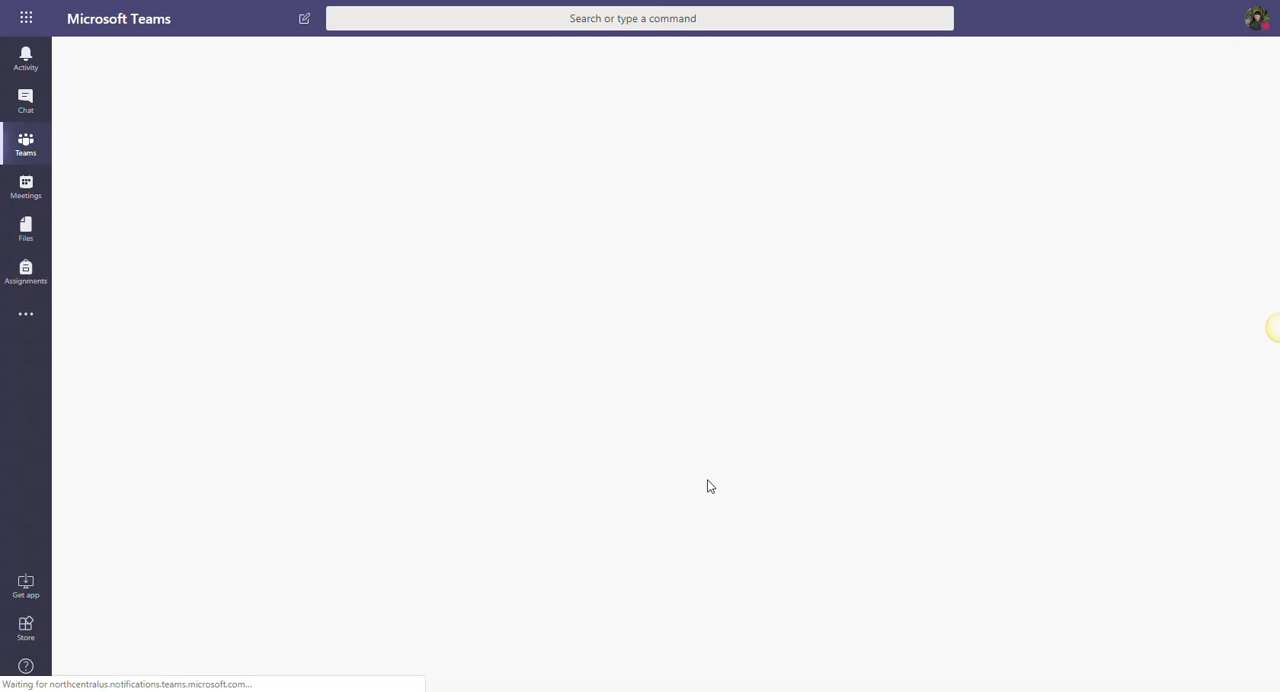 Microsoft Teams
Search or type a command
Activity
Chat
Teams
Meetings
Files
Assignments
Get app
Store
Waiting for northcentralus.notifications.teams.microsoft.com...